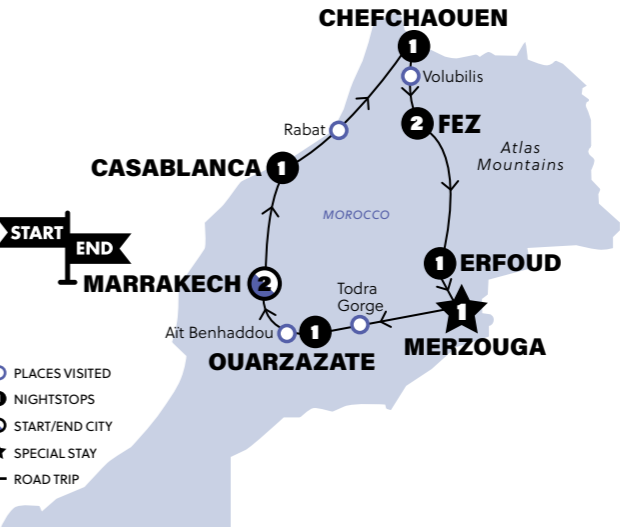 CHEFCHAOUEN
1
Volubilis
2 FEZ
Rabat
Atlas
Mountains
CASABLANCA 1
MOROCCO
START
END
1 ERFOUD
MARRAKECH 2
Todra
Gorge
1
MERZOUGA
Aït Benhaddou
1
OUARZAZATE
PLACES VISITED
NIGHTSTOPS
START/END CITY
SPECIAL STAY
ROAD TRIP